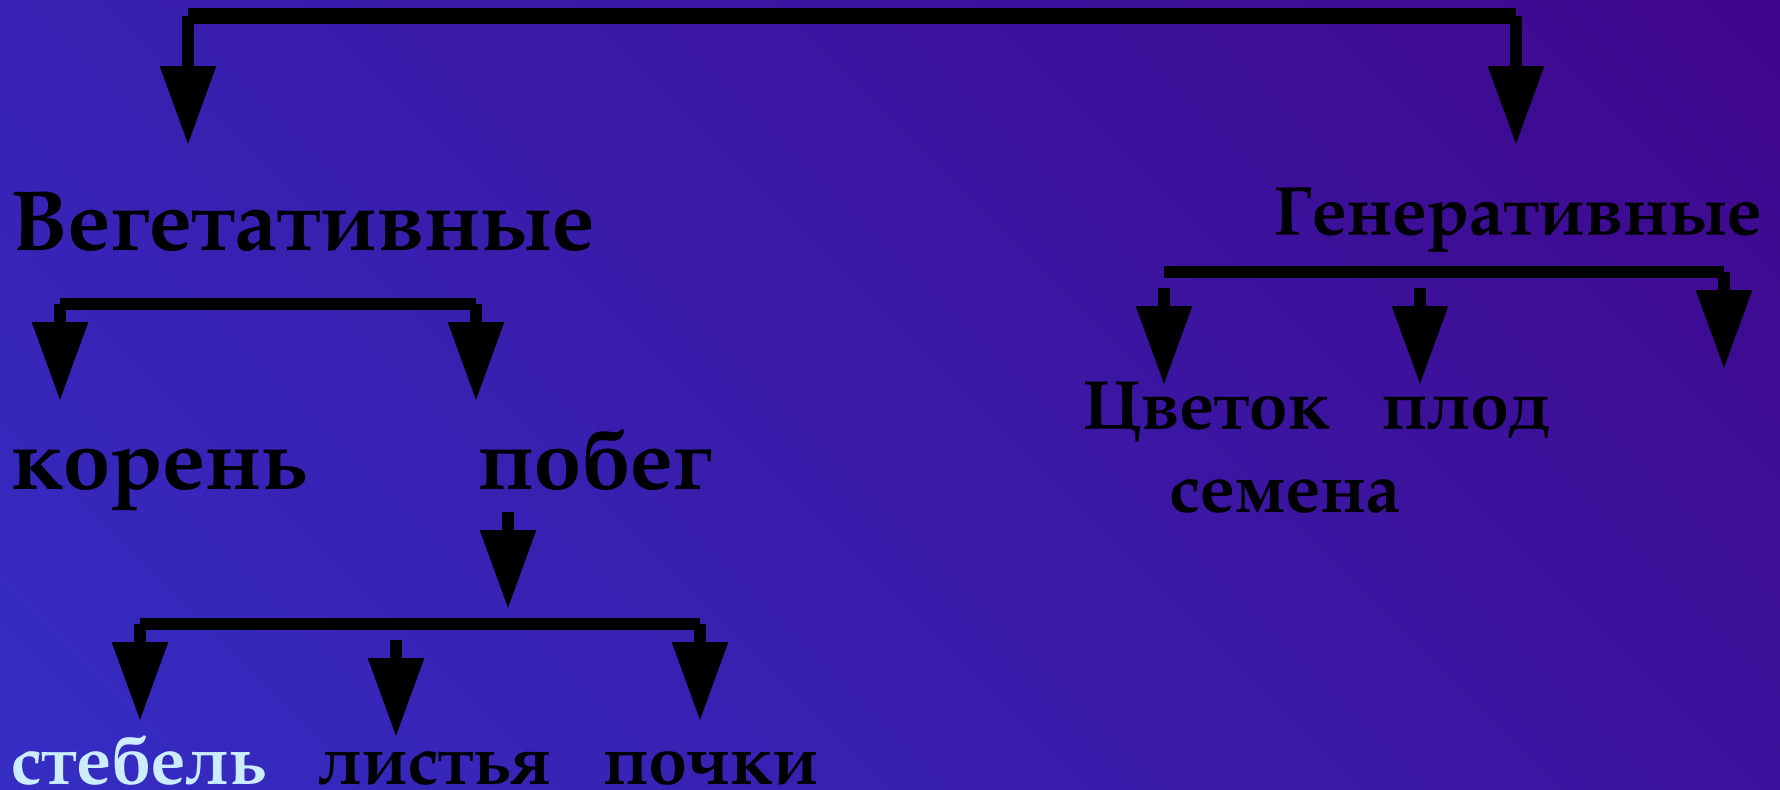 Вегетативные
Генеративные
корень побег
Цветок плод
семена
стебель листья почки